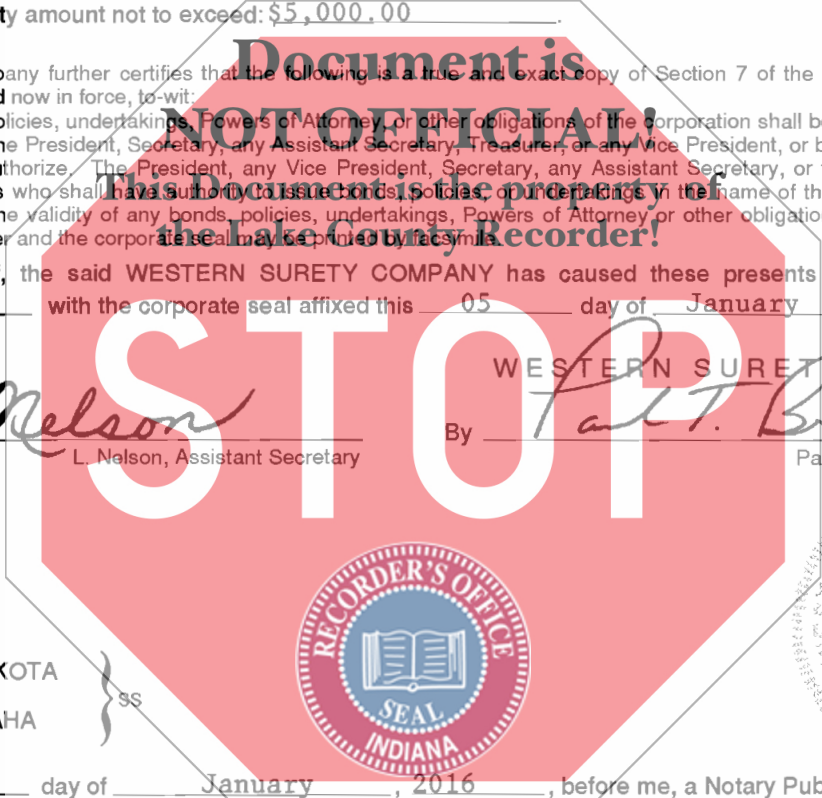 ty amount not to exceed: $5,000.00.
Document is
pany further certifies that the following is a true and exact copy of Section 7 of the
d now in force, to-wit:
NOT OFFICIAL!
olicies, undertakings, Powers of Attorney, or other obligations of the corporation shall b
he President, Secretary, any Assistant Secretary, Treasurer, or any Vice President, or b
uthorize. The President, any Vice President, Secretary, any Assistant Secretary, or
This Document is the property of
s who shall have authority to issue bonds, policies, or undertakings in the name of th
he validity of any bonds, policies, undertakings, Powers of Attorney or other obligatio
the Lake County Recorder!
er and the corporate seal may be printed by facsimile.
, the said WESTERN SURETY COMPANY has caused these presents
with the corporate seal affixed this 05 day of January
STOP
WESTERN SURET
Nelson
Paul T. B
By
L. Nelson, Assistant Secretary
Pa
RECORDER'S OFFICE
SEAL
INDIANA
KOTA
ss
AHA
day of January, 2016, before me, a Notary Pub